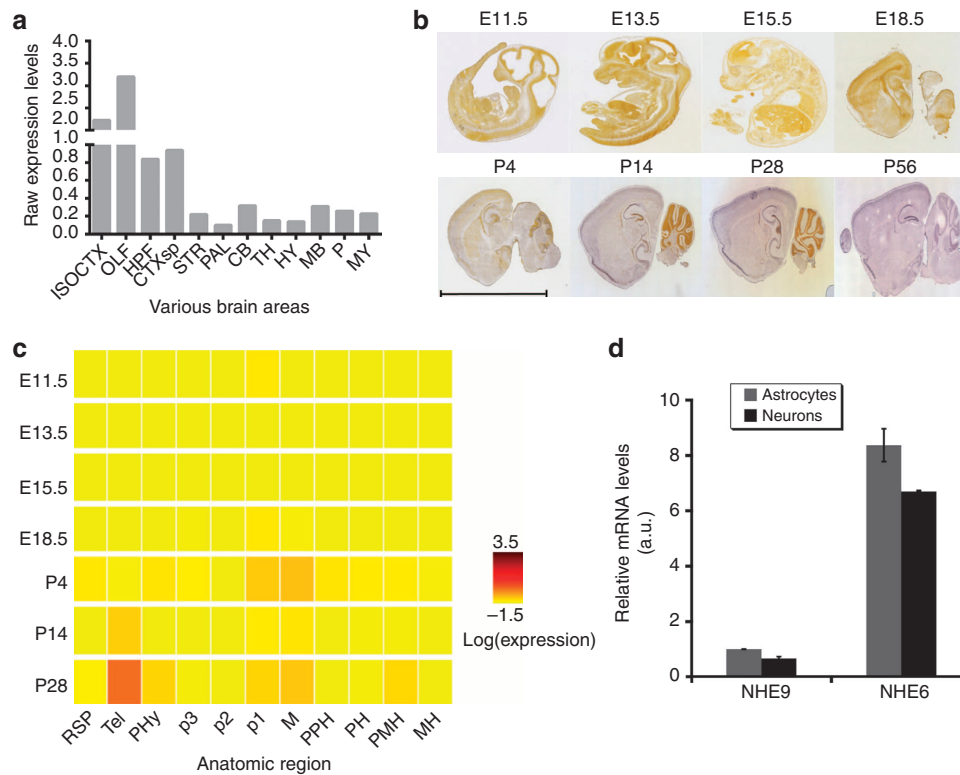 a
Raw expression levels
4.0
3.5
3.0
2.5
2.0
1.0
0.8
0.6
0.4
0.2
0.0
ISOCTX
OLF
HPF
CTXsp
STR
PAL
CB
TH
HY
MB
P
MY
Various brain areas
b
E11.5 E13.5 E15.5 E18.5
P4 P14 P28 P56
c
E11.5
E13.5
E15.5
E18.5
P4
P14
P28
RSP
Tel
PHy
p3
p2
p1
M
PPH
PH
PMH
MH
Anatomic region
3.5
−1.5
Log(expression)
d
Relative mRNA levels
(a.u.)
10
8
6
4
2
0
Astrocytes
Neurons
NHE9 NHE6